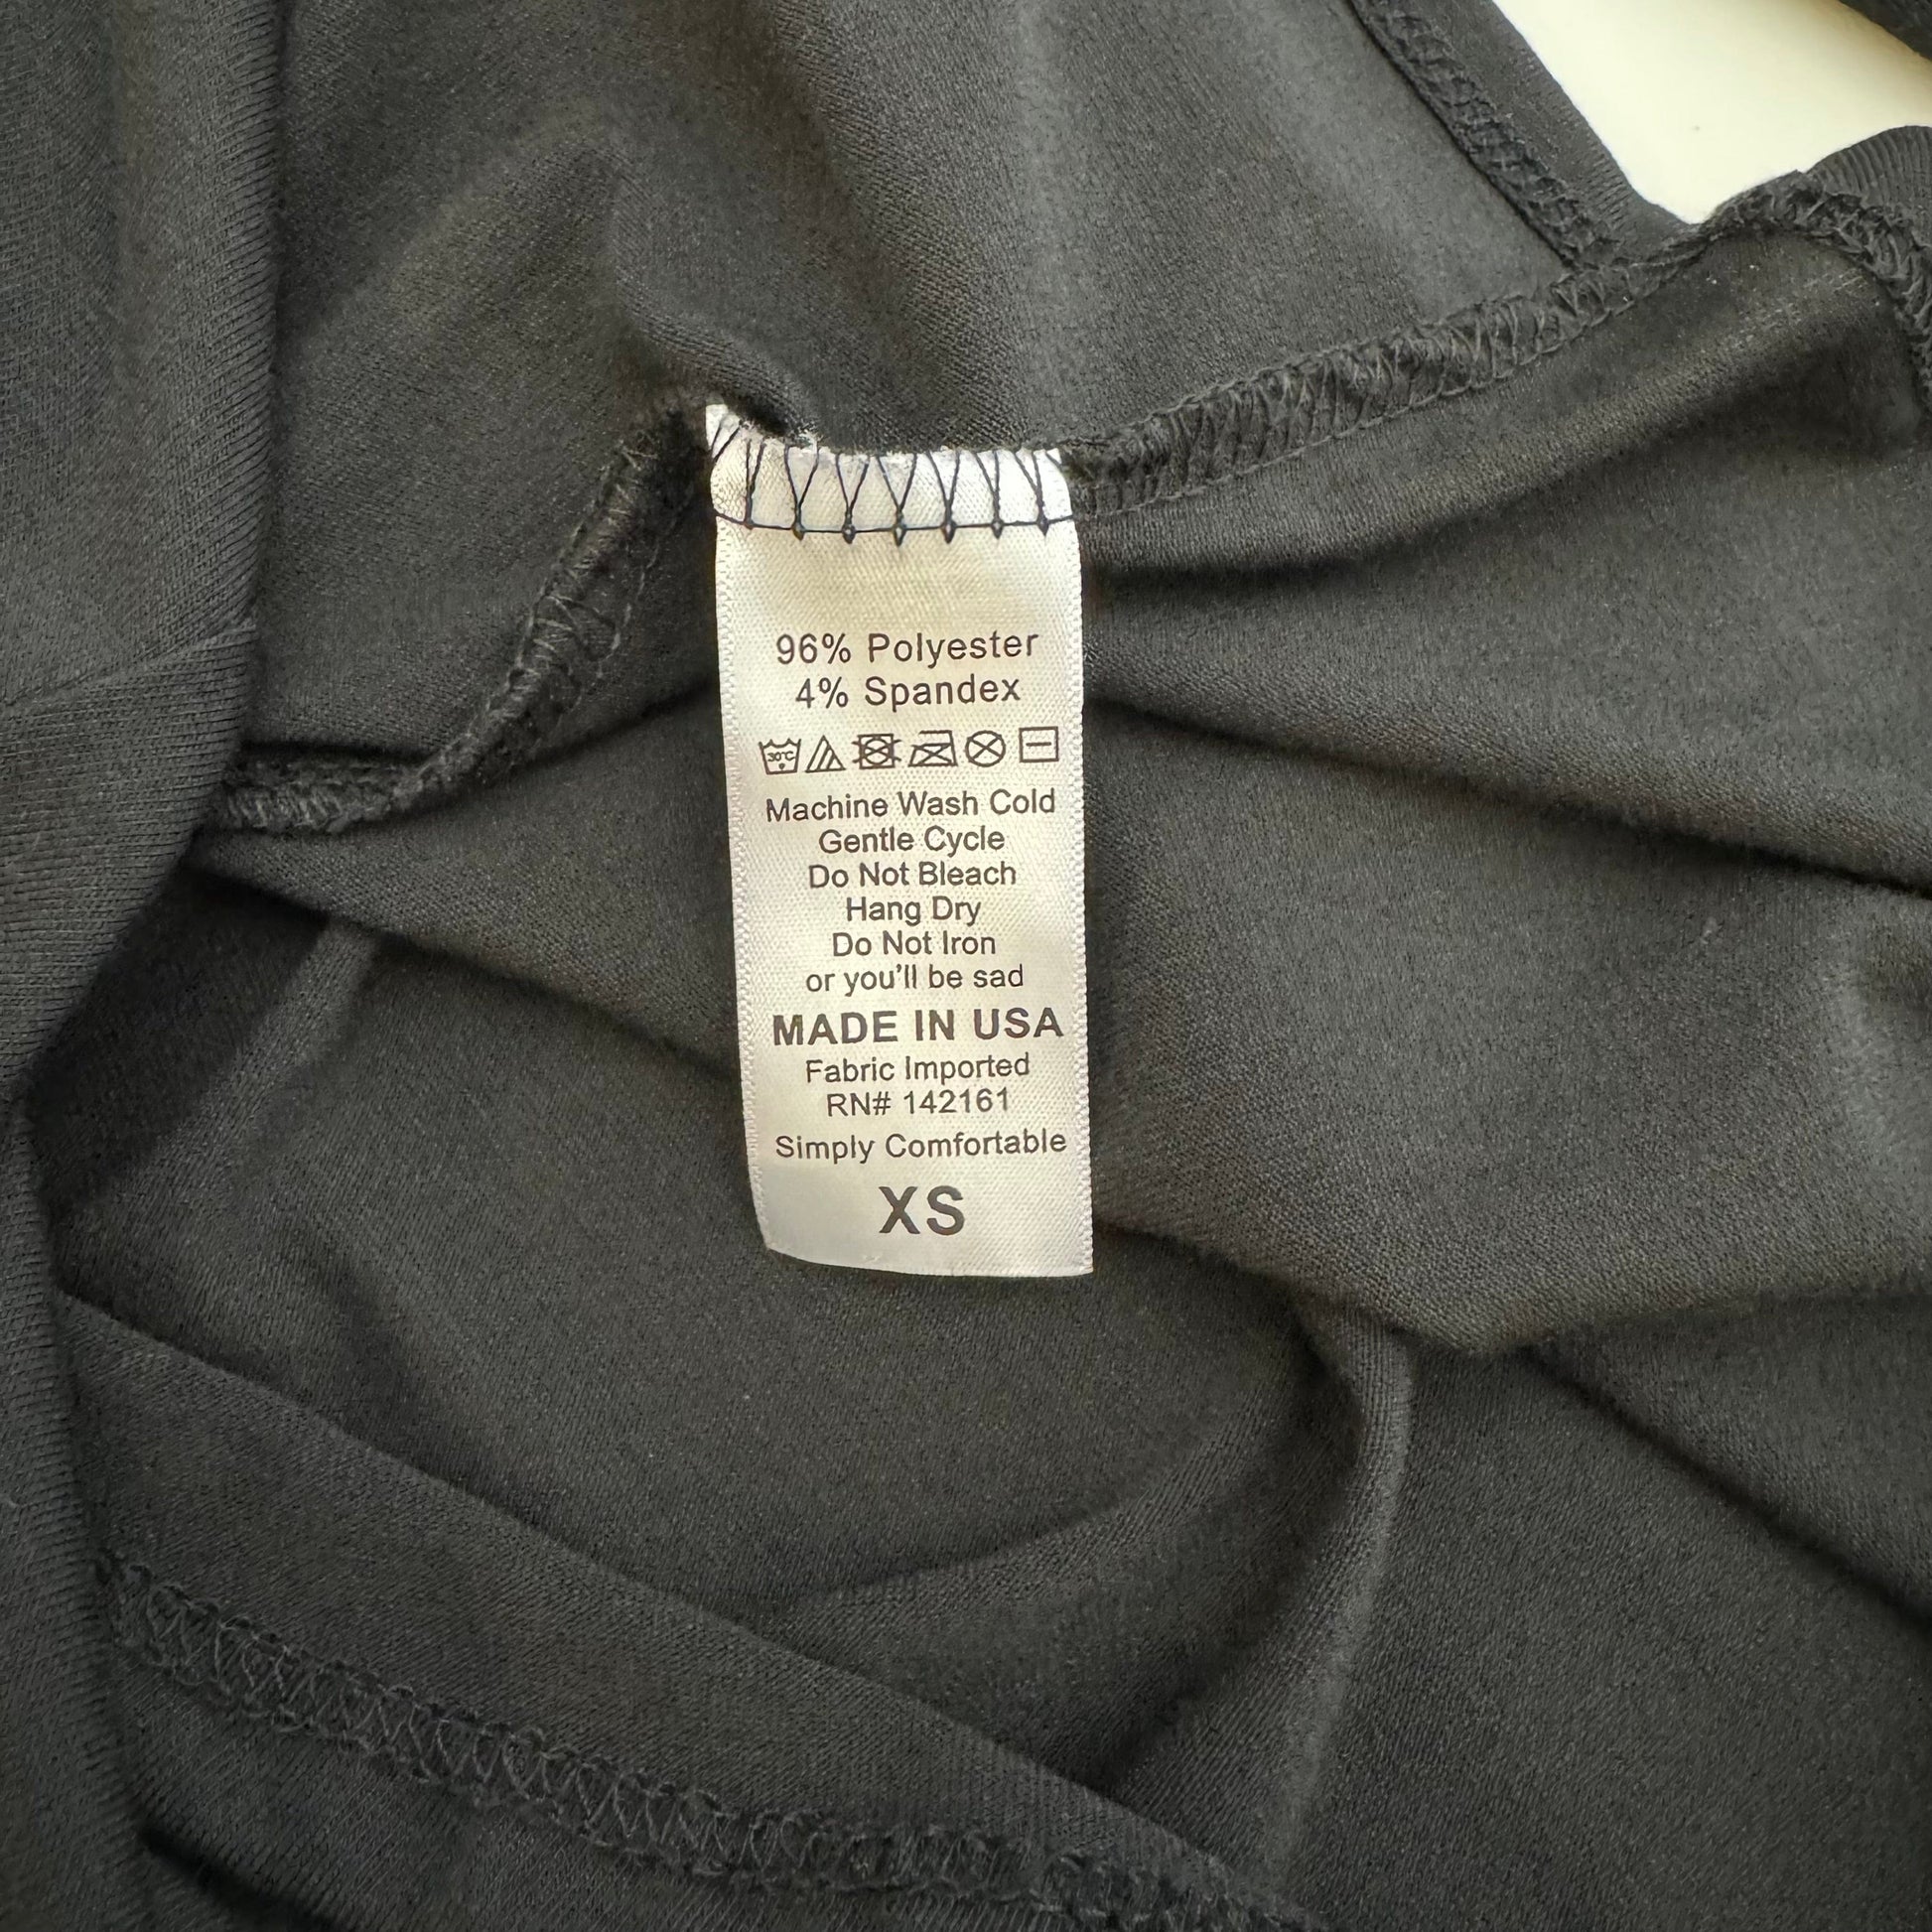 96% Polyester
4% Spandex
30°C
Machine Wash Cold
Gentle Cycle
Do Not Bleach
Hang Dry
Do Not Iron
or you'll be sad
MADE IN USA
Fabric Imported
RN# 142161
Simply Comfortable
XS